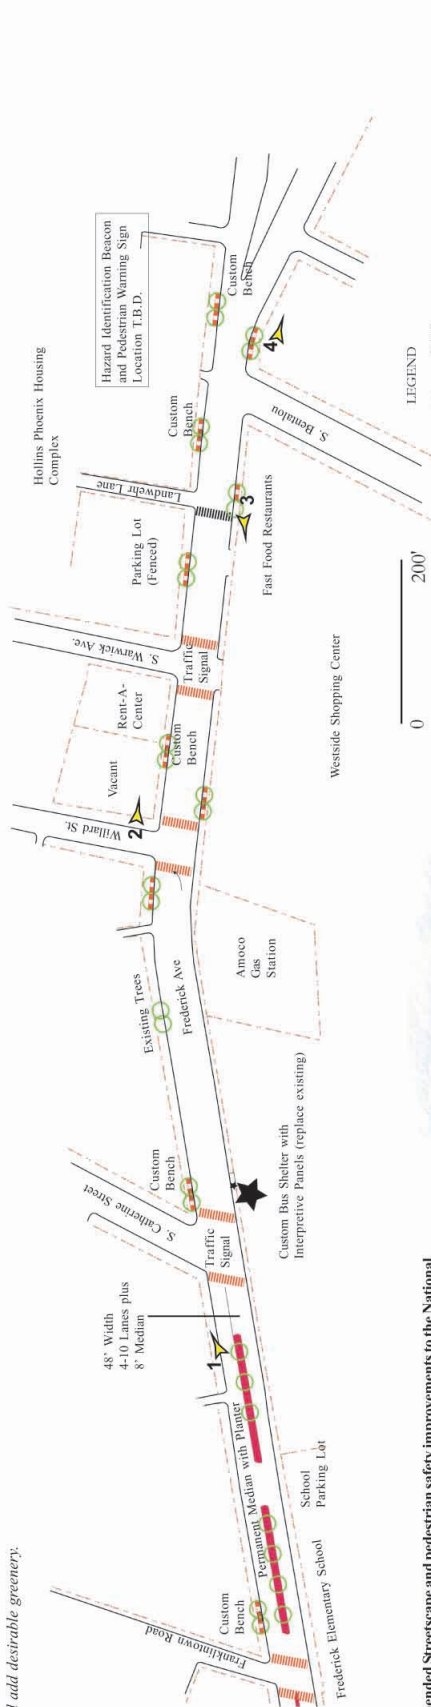 d add desirable greenery.
Franklintown Road
Custom
Bench
Permanent Median with Planter
Frederick Elementary School
School
Parking Lot
48' Width
4-10 Lanes plus
8' Median
1
S. Catherine Street
Traffic
Signal
Custom
Bench
Custom Bus Shelter with
Interpretive Panels (replace existing)
Existing Trees
Frederick Ave
Amoco
Gas
Station
Willard St.
2
Vacant
Rent-A-
Center
Custom
Bench
S. Warwick Ave.
Traffic
Signal
Westside Shopping Center
Parking Lot
(Fenced)
Landwehr Lane
Hollins Phoenix Housing
Complex
3
Fast Food Restaurants
Custom
Bench
Hazard Identification Beacon
and Pedestrian Warning Sign
Location T.B.D.
Custom
Bench
4
S. Bentalou
0
200'
LEGEND
ended Streetscape and pedestrian safety improvements to the National